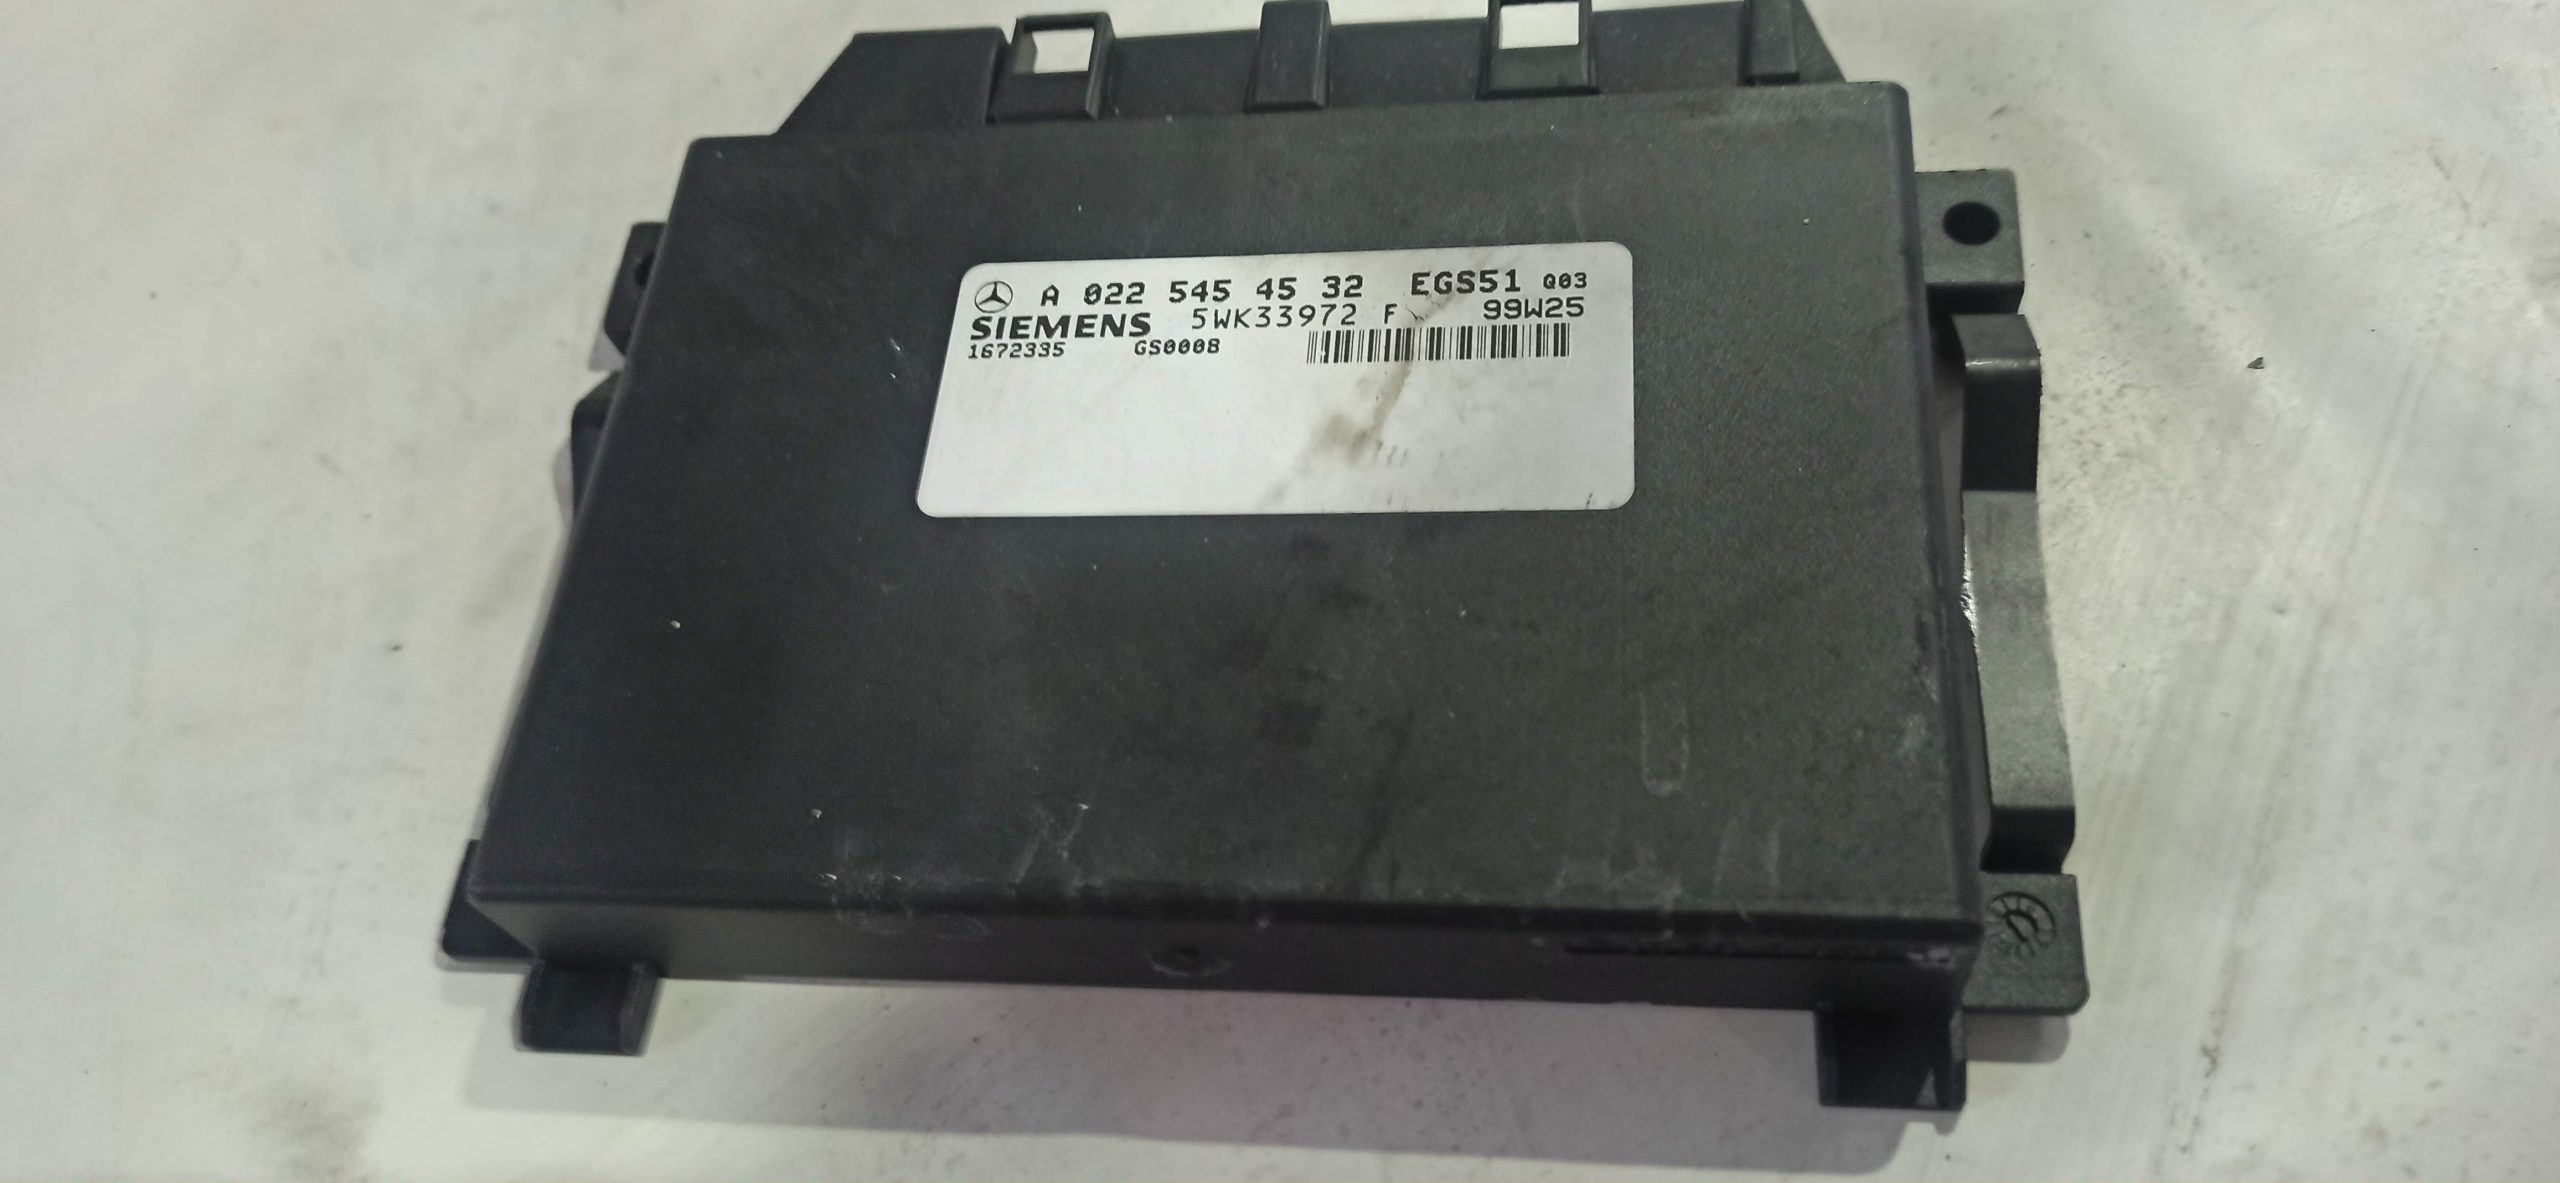 A 022 545 45 32 EGS51 Q03
SIEMENS 5WK33972 F 99W25
1672335 GS0008